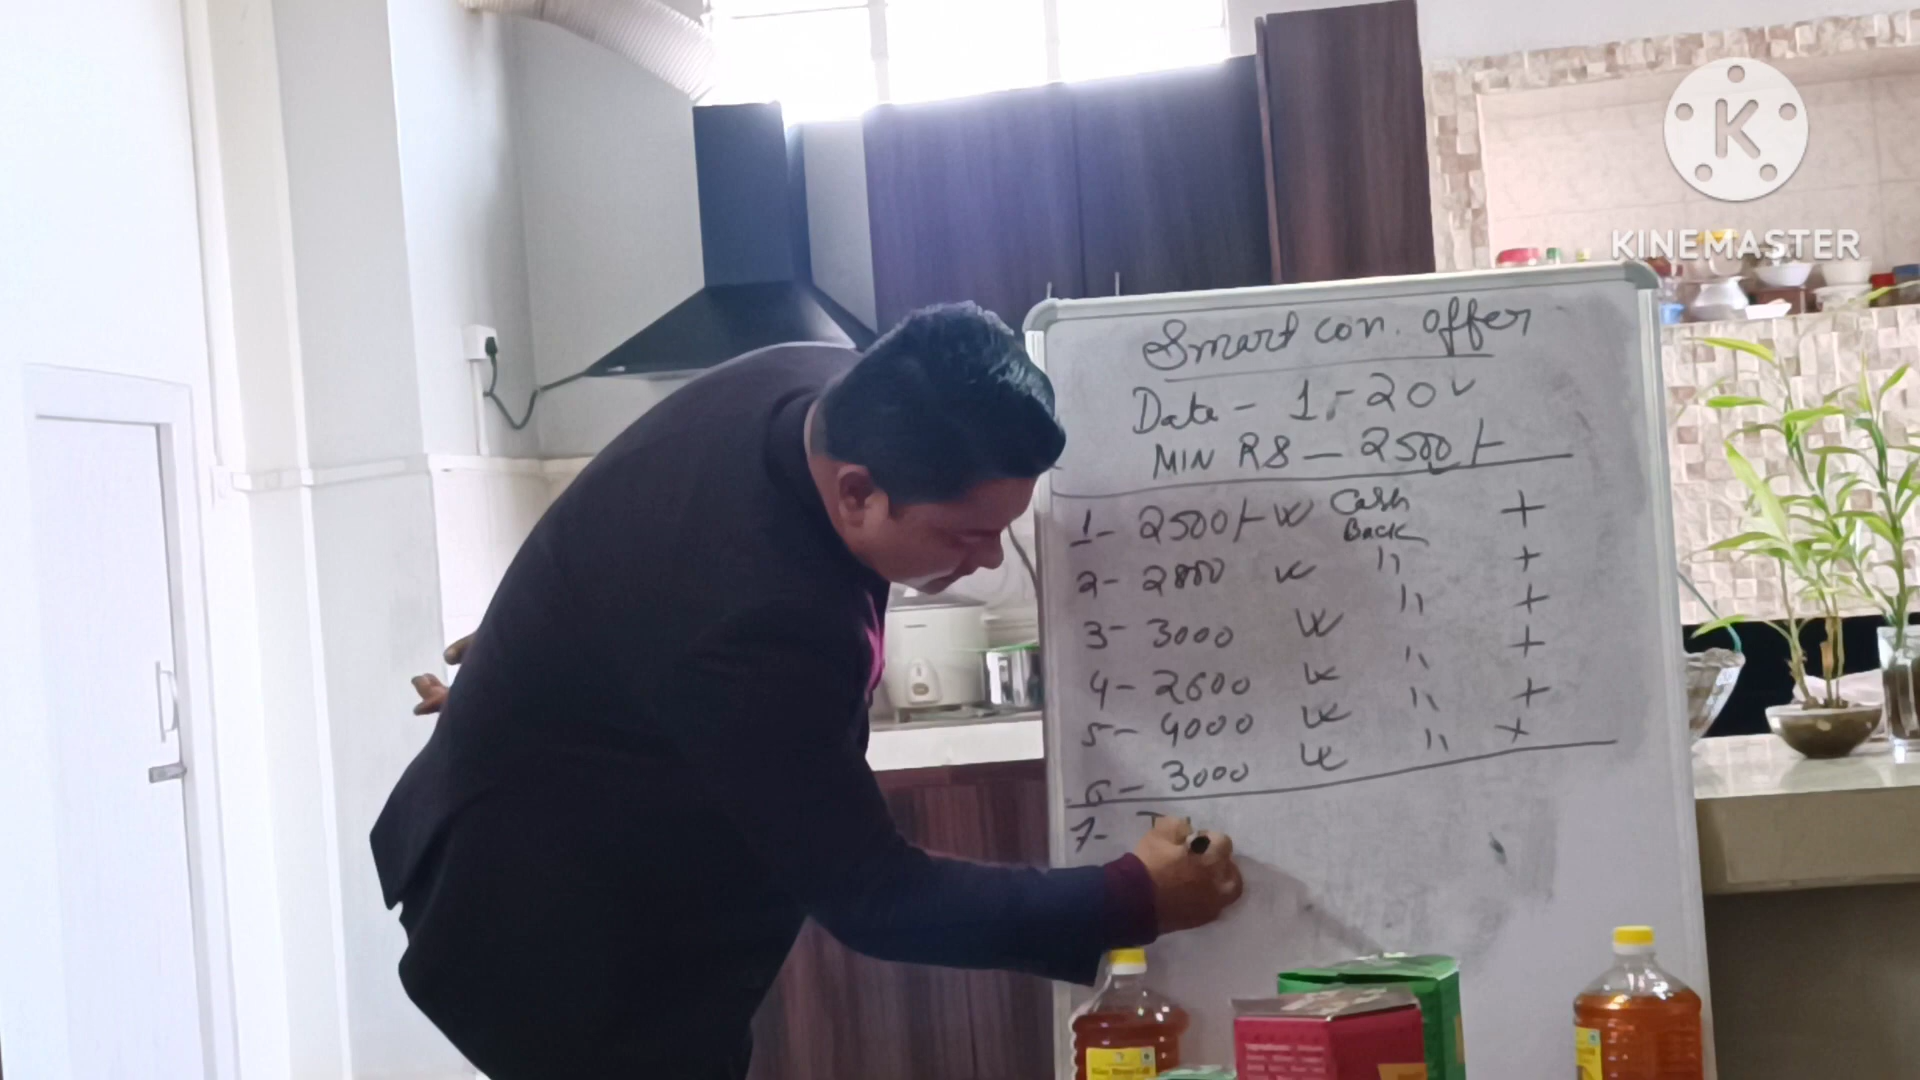 K
KINEMASTER
Smart con. offer
Date - 1 - 20
MIN RS - 2500/-
1- 2500/- Cash Back +
2- 2800 " +
3- 3000 " +
4- 2600 " +
5- 4000 " +
6- 3000 " +
7-